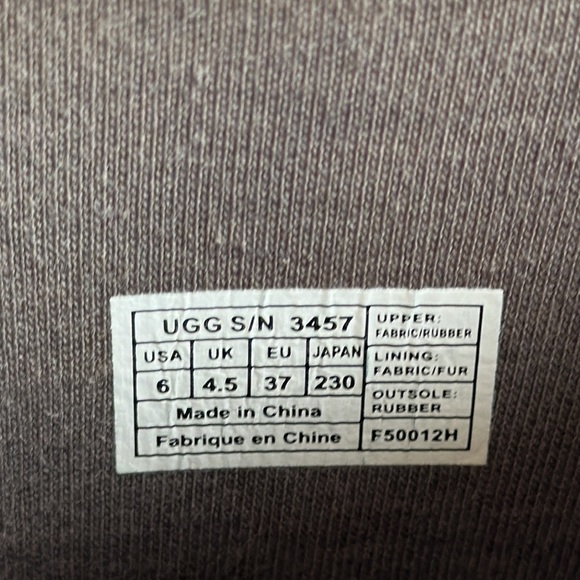 UGG S/N 3457
USA UK EU JAPAN
6 4.5 37 230
Made in China
Fabrique en Chine
UPPER:
FABRIC/RUBBER
LINING:
FABRIC/FUR
OUTSOLE:
RUBBER
F50012H